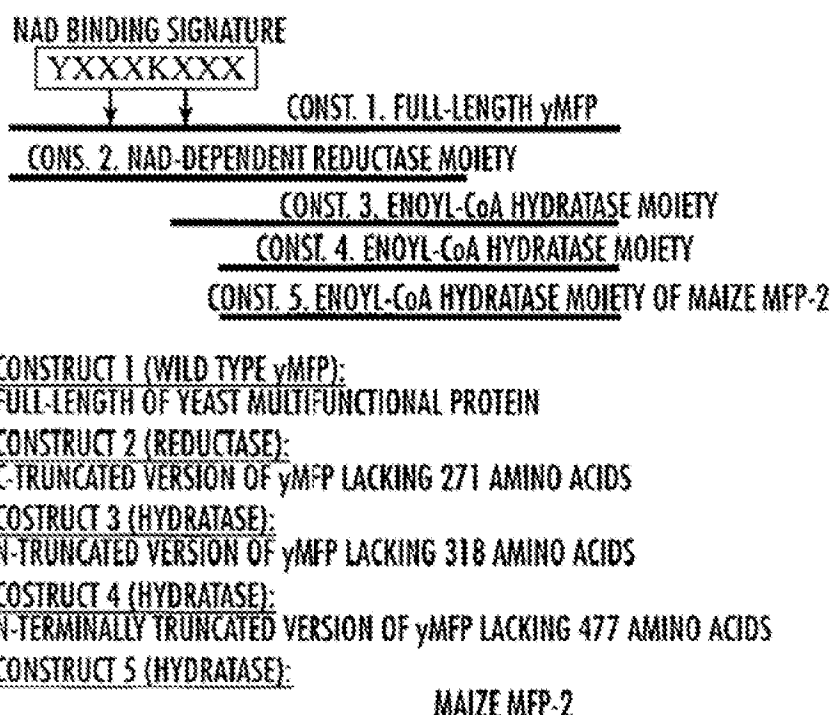 NAD BINDING SIGNATURE
YXXXKXXX
CONST. 1. FULL-LENGTH yMFP
CONS. 2. NAD-DEPENDENT REDUCTASE MOIETY
CONST. 3. ENOYL-CoA HYDRATASE MOIETY
CONST. 4. ENOYL-CoA HYDRATASE MOIETY
CONST. 5. ENOYL-CoA HYDRATASE MOIETY OF MAIZE MFP-2
CONSTRUCT 1 (WILD TYPE yMFP):
FULL-LENGTH OF YEAST MULTIFUNCTIONAL PROTEIN
CONSTRUCT 2 (REDUCTASE):
C-TRUNCATED VERSION OF yMFP LACKING 271 AMINO ACIDS
COSTRUCT 3 (HYDRATASE):
N-TRUNCATED VERSION OF yMFP LACKING 318 AMINO ACIDS
COSTRUCT 4 (HYDRATASE):
N-TERMINALLY TRUNCATED VERSION OF yMFP LACKING 477 AMINO ACIDS
CONSTRUCT 5 (HYDRATASE):
MAIZE MFP-2